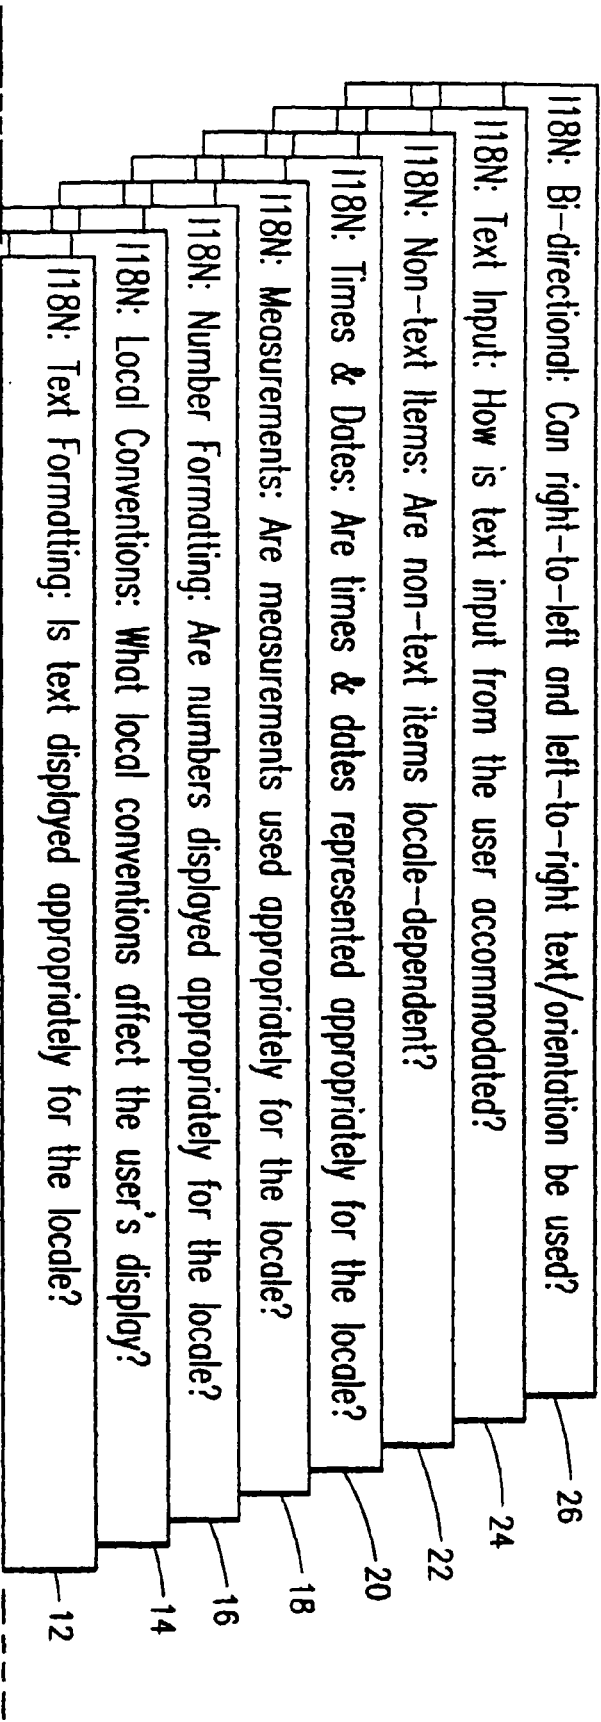 I18N: Bi-directional: Can right-to-left and left-to-right text/orientation be used?
26
I18N: Text Input: How is text input from the user accommodated?
24
I18N: Non-text Items: Are non-text items locale-dependent?
22
I18N: Times & Dates: Are times & dates represented appropriately for the locale?
20
I18N: Measurements: Are measurements used appropriately for the locale?
18
I18N: Number Formatting: Are numbers displayed appropriately for the locale?
16
I18N: Local Conventions: What local conventions affect the user's display?
14
I18N: Text Formatting: Is text displayed appropriately for the locale?
12